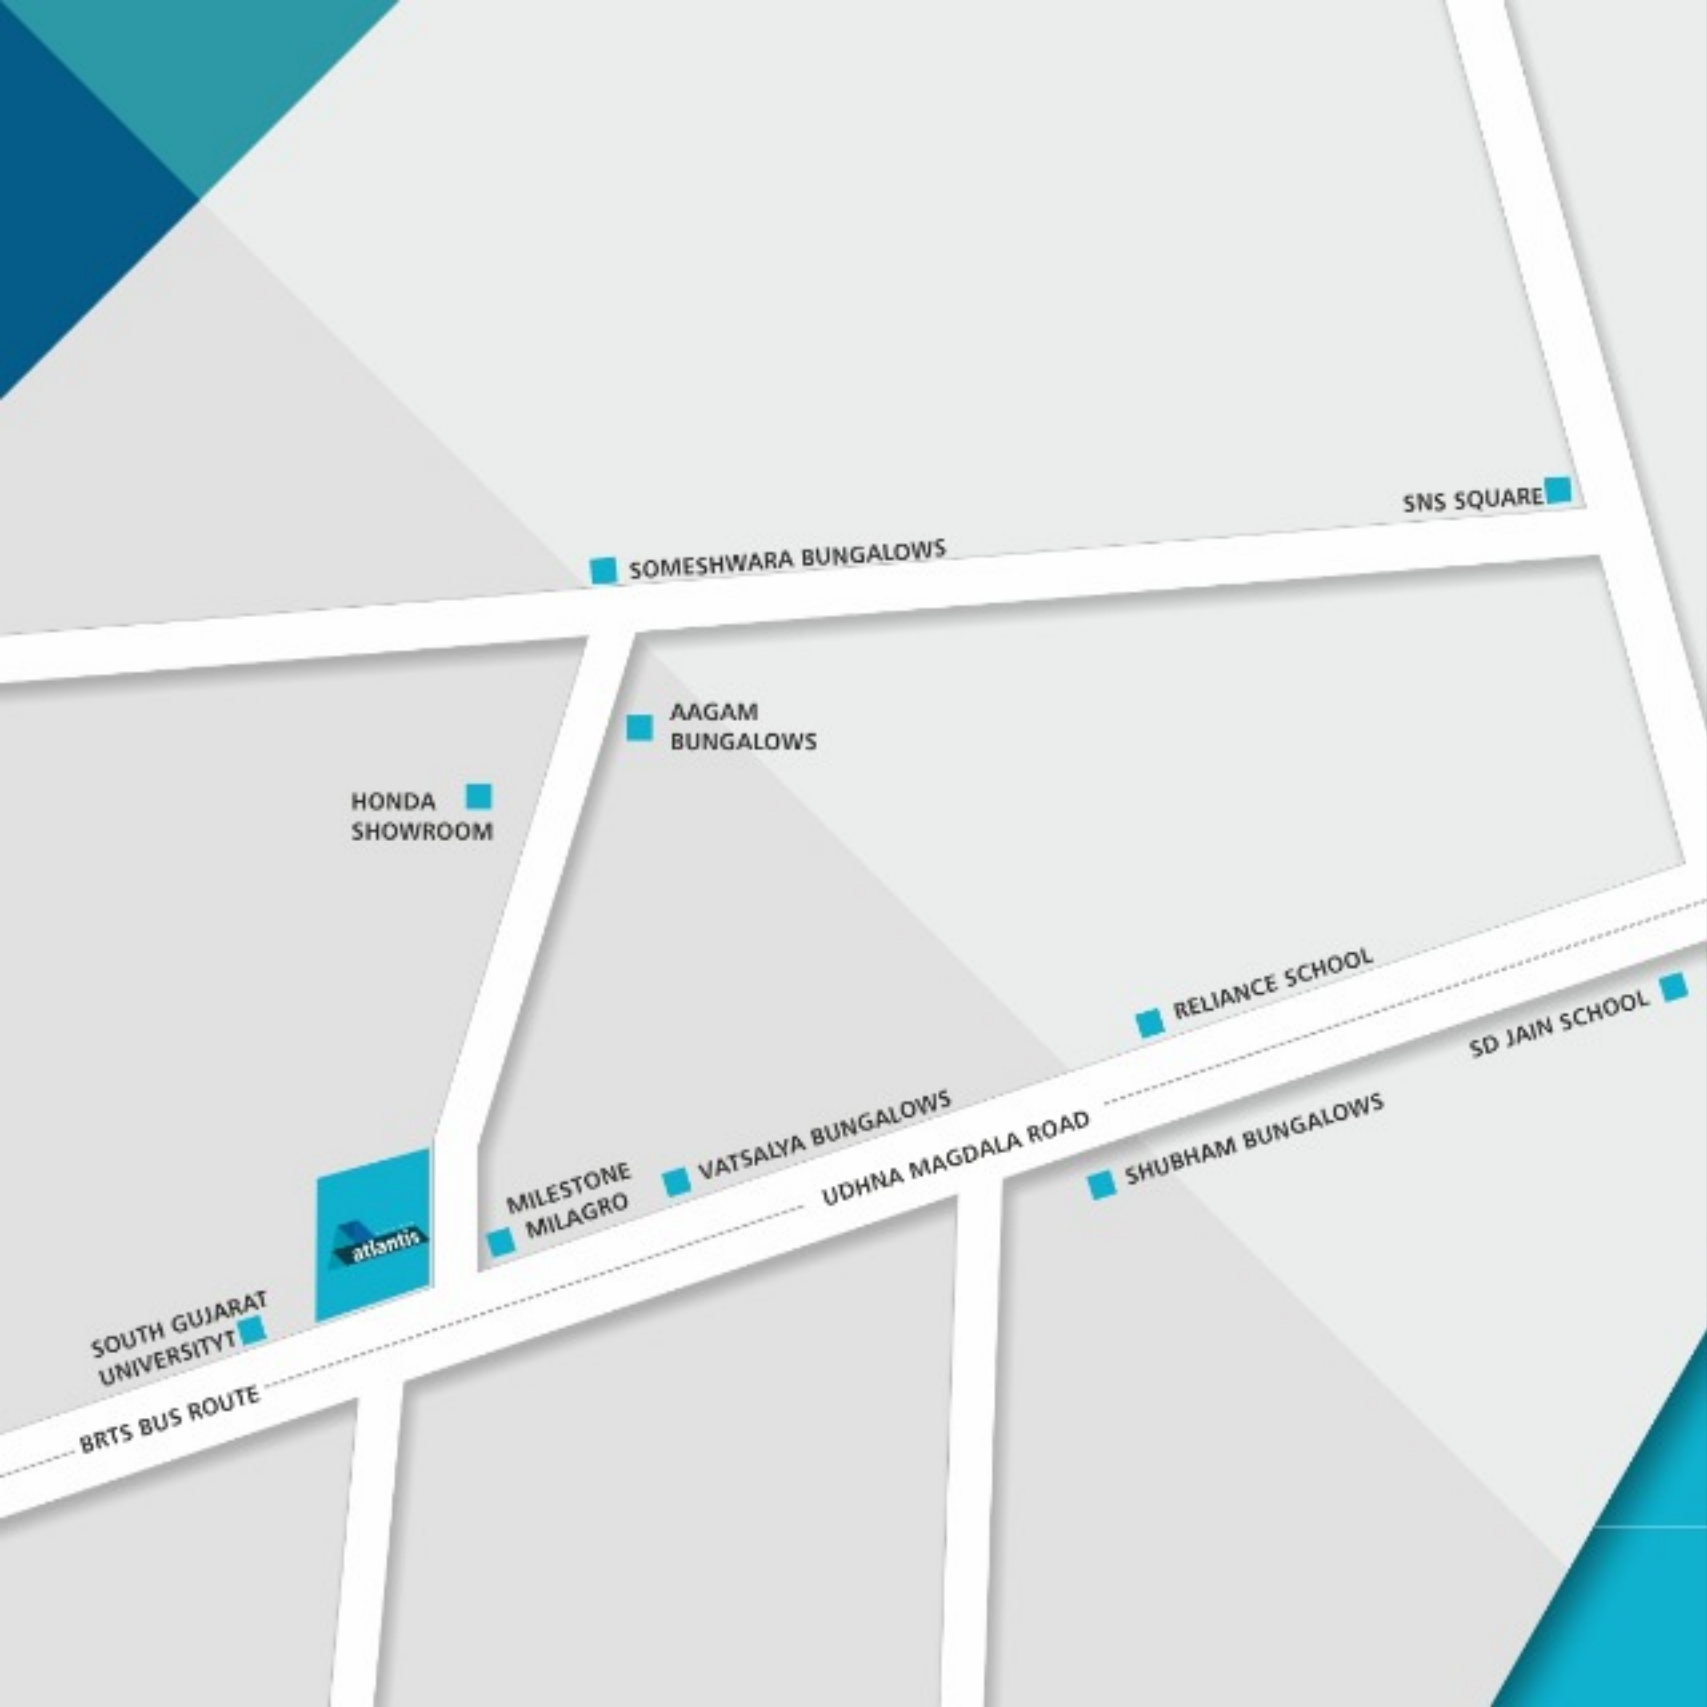 SNS SQUARE
SOMESHWARA BUNGALOWS
AAGAM
BUNGALOWS
HONDA
SHOWROOM
RELIANCE SCHOOL
SD JAIN SCHOOL
VATSALYA BUNGALOWS
UDHNA MAGDALA ROAD
SHUBHAM BUNGALOWS
MILESTONE
MILAGRO
atlantis
SOUTH GUJARAT
UNIVERSITYT
BRTS BUS ROUTE